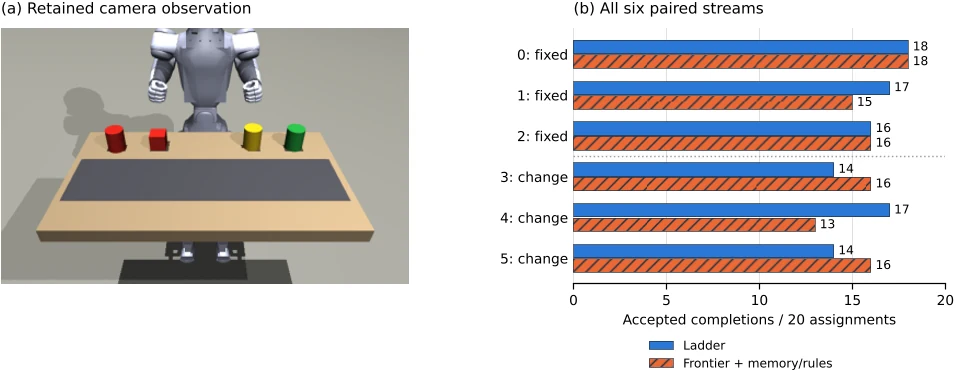 (a) Retained camera observation
(b) All six paired streams
0: fixed
18
18
1: fixed
17
15
2: fixed
16
16
3: change
14
16
4: change
17
13
5: change
14
16
0
5
10
15
20
Accepted completions / 20 assignments
Ladder
Frontier + memory/rules